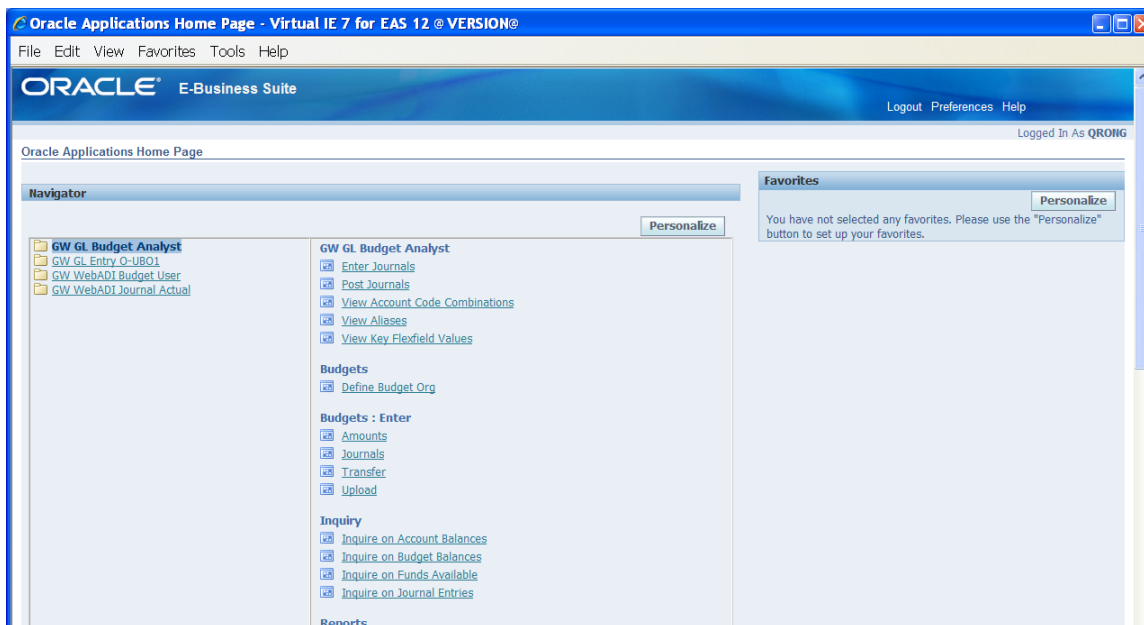 Oracle Applications Home Page - Virtual IE 7 for EAS 12 @VERSION@
File Edit View Favorites Tools Help
ORACLE® E-Business Suite
Logout Preferences Help
Logged In As QRONG
Oracle Applications Home Page
Navigator
Personalize
GW GL Budget Analyst
GW GL Entry O-UBO1
GW WebADI Budget User
GW WebADI Journal Actual
GW GL Budget Analyst
Enter Journals
Post Journals
View Account Code Combinations
View Aliases
View Key Flexfield Values
Budgets
Define Budget Org
Budgets : Enter
Amounts
Journals
Transfer
Upload
Inquiry
Inquire on Account Balances
Inquire on Budget Balances
Inquire on Funds Available
Inquire on Journal Entries
Reports
Favorites
Personalize
You have not selected any favorites. Please use the "Personalize"
button to set up your favorites.